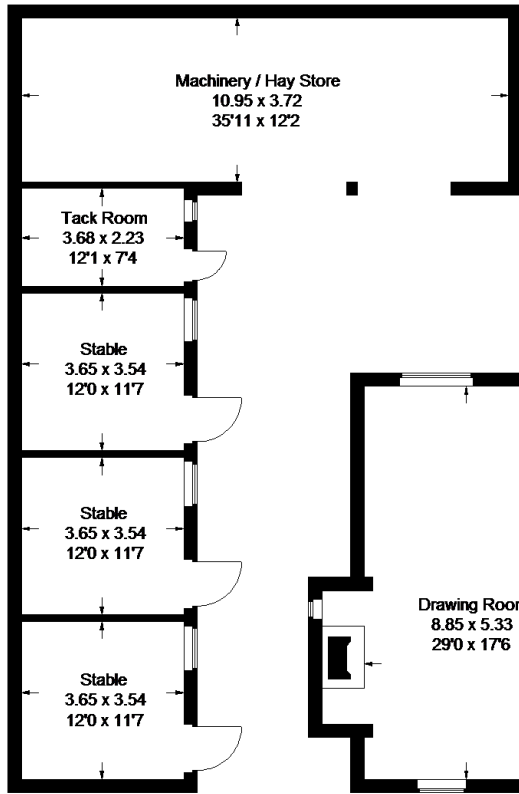 Machinery / Hay Store
10.95 x 3.72
35'11 x 12'2
Tack Room
3.68 x 2.23
12'1 x 7'4
Stable
3.65 x 3.54
12'0 x 11'7
Stable
3.65 x 3.54
12'0 x 11'7
Stable
3.65 x 3.54
12'0 x 11'7
Drawing Room
8.85 x 5.33
29'0 x 17'6